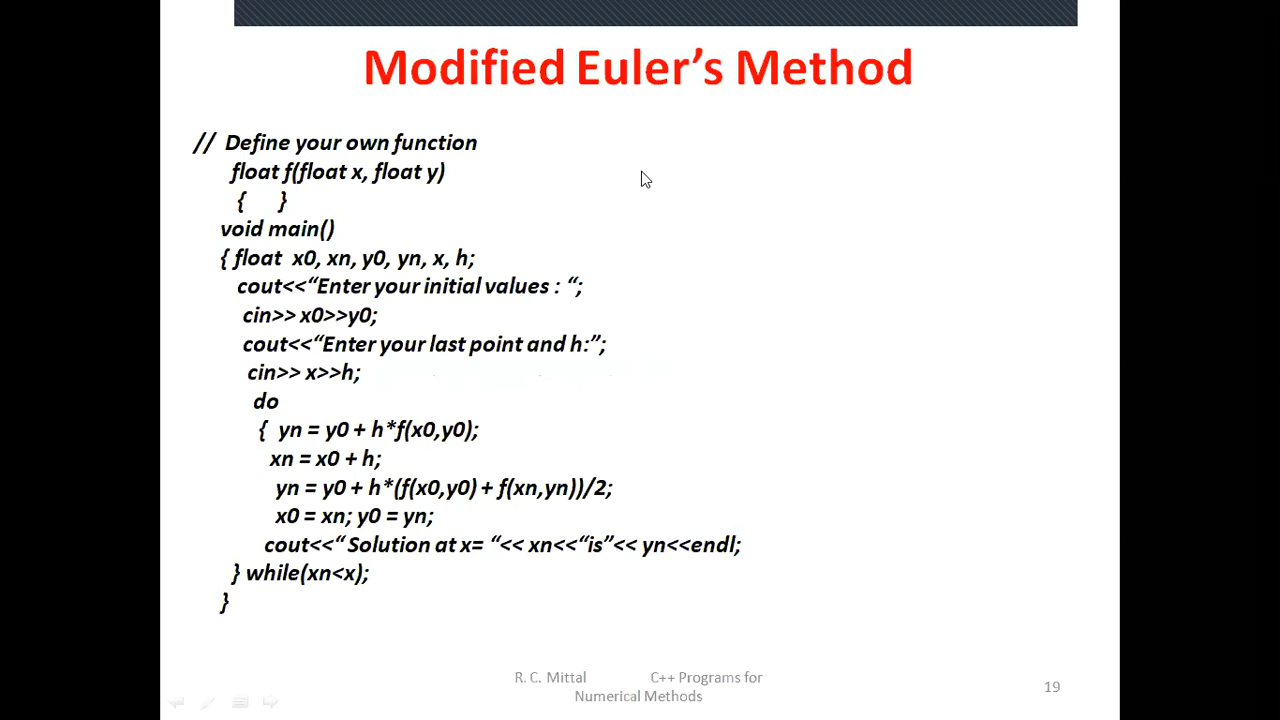 Modified Euler’s Method
// Define your own function
float f(float x, float y)
{ }
void main()
{ float x0, xn, y0, yn, x, h;
cout<<“Enter your initial values : “;
cin>> x0>>y0;
cout<<“Enter your last point and h:”;
cin>> x>>h;
do
{ yn = y0 + h*f(x0,y0);
xn = x0 + h;
yn = y0 + h*(f(x0,y0) + f(xn,yn))/2;
x0 = xn; y0 = yn;
cout<<“ Solution at x= “<< xn<<“is”<< yn<<endl;
} while(xn<x);
}
R. C. Mittal C++ Programs for
Numerical Methods
19